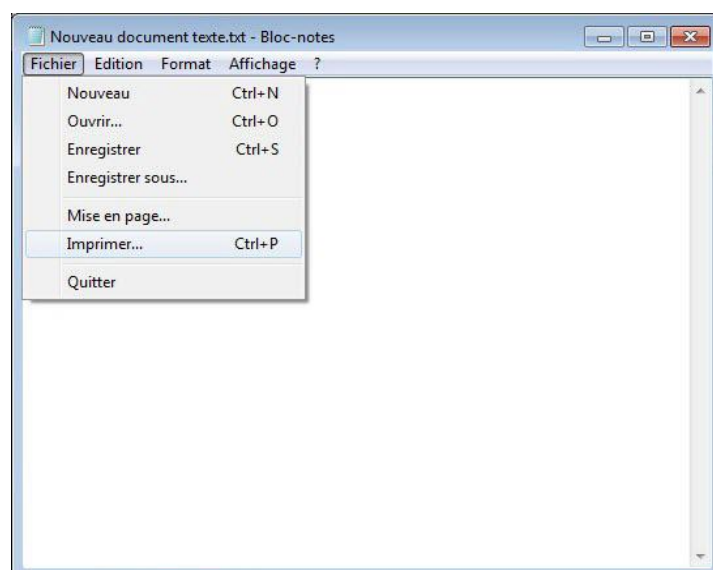 Nouveau document texte.txt - Bloc-notes
Fichier Edition Format Affichage ?
Nouveau Ctrl+N
Ouvrir... Ctrl+O
Enregistrer Ctrl+S
Enregistrer sous...
Mise en page...
Imprimer... Ctrl+P
Quitter